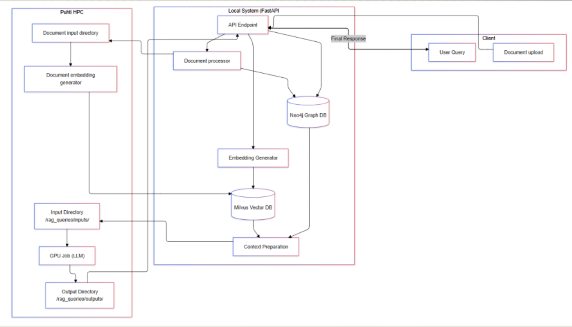 Puhti HPC
Document input directory
Document embedding
generator
Input Directory
/rag_queries/inputs/
GPU Job (LLM)
Output Directory
/rag_queries/outputs/
Local System (FastAPI
API Endpoint
Document processor
Neo4j Graph DB
Embedding Generator
Milvus Vector DB
Context Preparation
Final Response
Client
User Query
Document upload